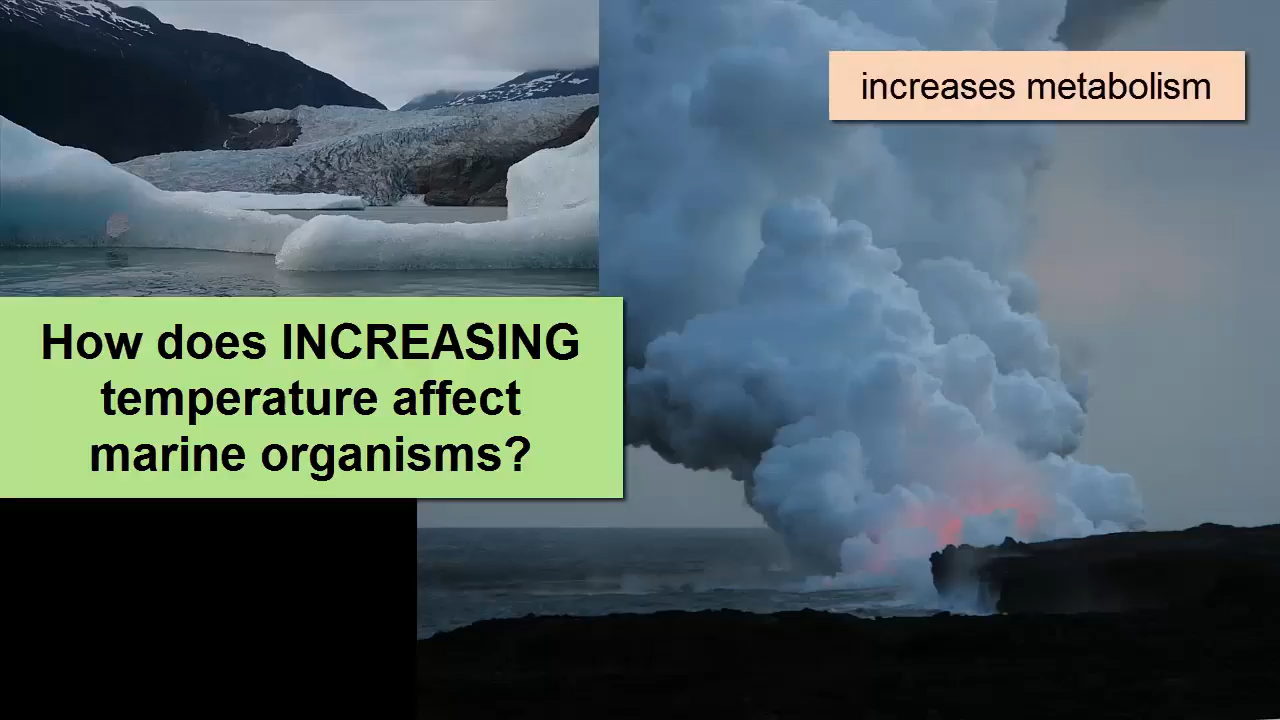 increases metabolism
How does INCREASING
temperature affect
marine organisms?